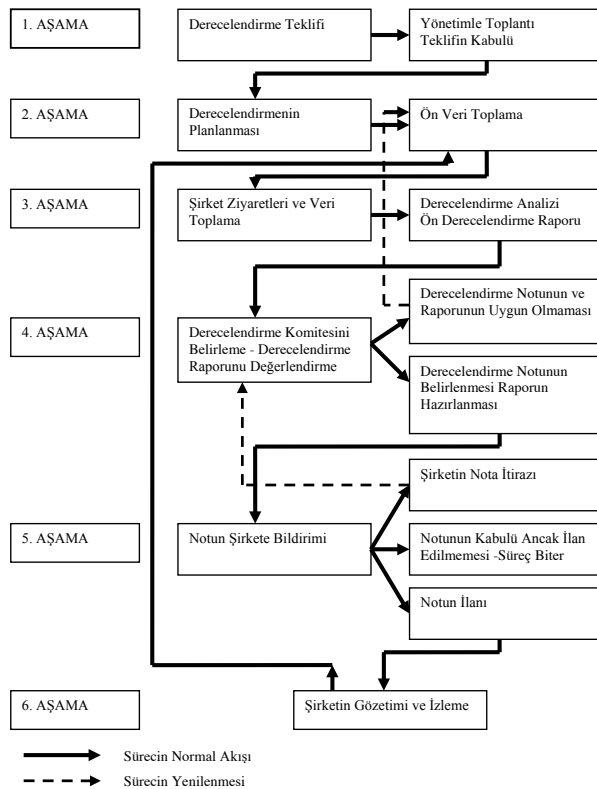 1. AŞAMA
Derecelendirme Teklifi
Yönetimle Toplantı
Teklifin Kabulü
2. AŞAMA
Derecelendirmenin
Planlanması
Ön Veri Toplama
3. AŞAMA
Şirket Ziyaretleri ve Veri
Toplama
Derecelendirme Analizi
Ön Derecelendirme Raporu
4. AŞAMA
Derecelendirme Komitesini
Belirleme - Derecelendirme
Raporunu Değerlendirme
Derecelendirme Notunun ve
Raporunun Uygun Olmaması
Derecelendirme Notunun
Belirlenmesi Raporun
Hazırlanması
5. AŞAMA
Notun Şirkete Bildirimi
Şirketin Nota İtirazı
Notunun Kabulü Ancak İlan
Edilmemesi -Süreç Biter
Notun İlanı
6. AŞAMA
Şirketin Gözetimi ve İzleme
Sürecin Normal Akışı
Sürecin Yenilenmesi